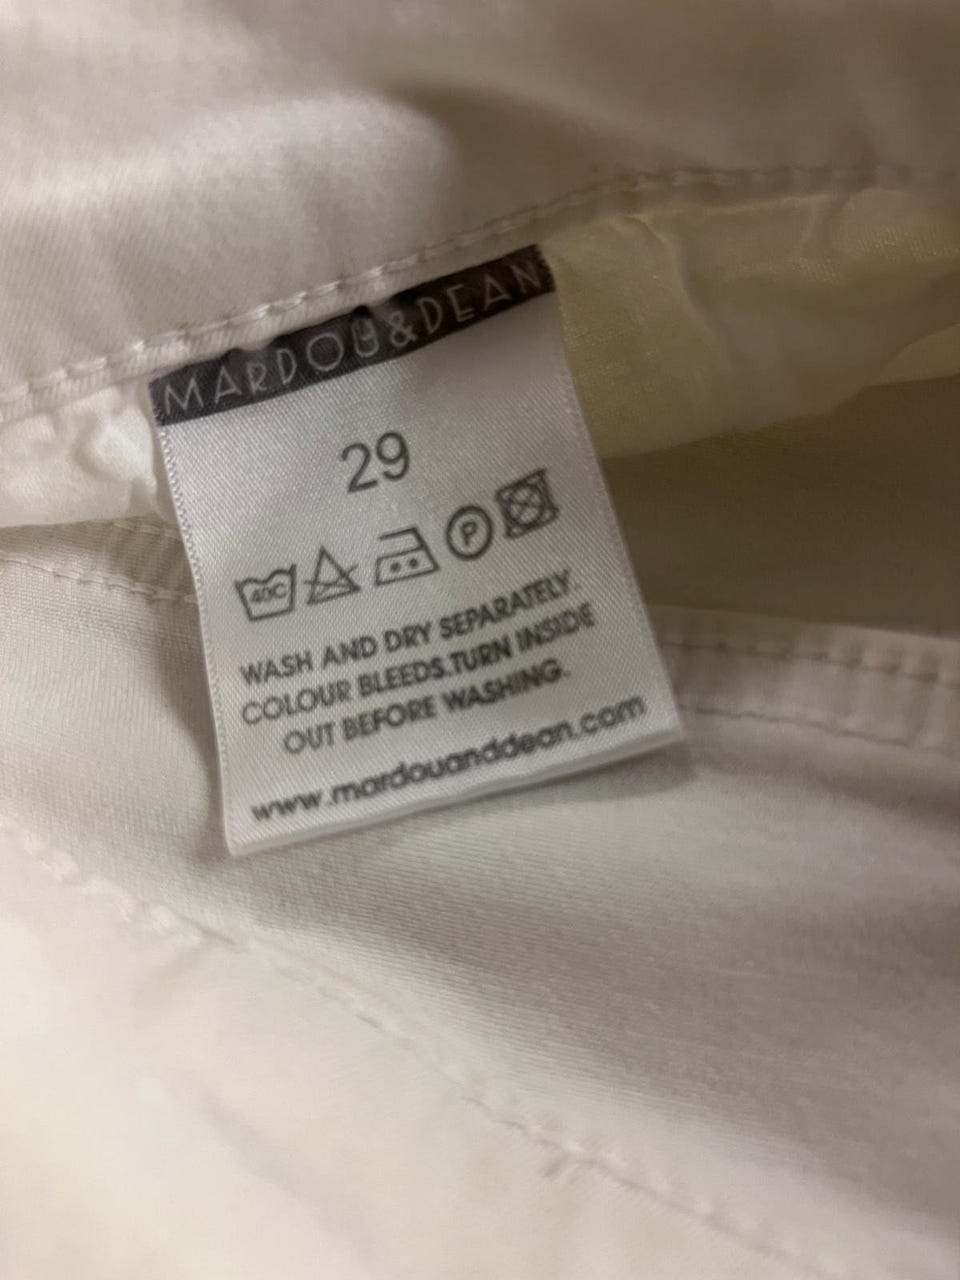 MARDOU&DEAN
29
40C P
WASH AND DRY SEPARATELY.
COLOUR BLEEDS.TURN INSIDE
OUT BEFORE WASHING.
www.mardouanddean.com